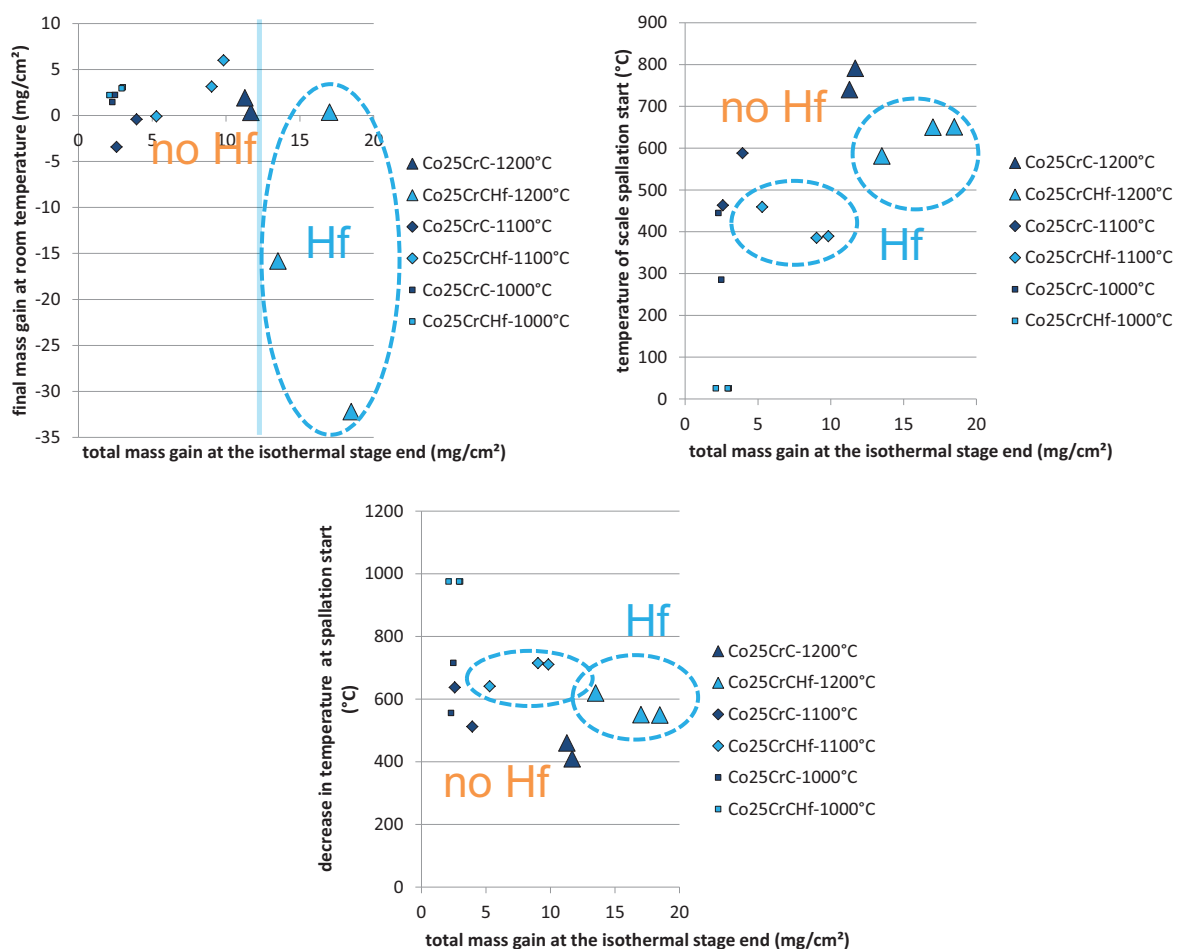 final mass gain at room temperature (mg/cm²)
10
5
0
-5
-10
-15
-20
-25
-30
-35
0
5
10
15
20
no Hf
Hf
Co25CrC-1200°C
Co25CrCHf-1200°C
Co25CrC-1100°C
Co25CrCHf-1100°C
Co25CrC-1000°C
Co25CrCHf-1000°C
total mass gain at the isothermal stage end (mg/cm²)
temperature of scale spallation start (°C)
900
800
700
600
500
400
300
200
100
0
0
5
10
15
20
no Hf
Hf
Co25CrC-1200°C
Co25CrCHf-1200°C
Co25CrC-1100°C
Co25CrCHf-1100°C
Co25CrC-1000°C
Co25CrCHf-1000°C
total mass gain at the isothermal stage end (mg/cm²)
decrease in temperature at spallation start
(°C)
1200
1000
800
600
400
200
0
0
5
10
15
20
Hf
no Hf
Co25CrC-1200°C
Co25CrCHf-1200°C
Co25CrC-1100°C
Co25CrCHf-1100°C
Co25CrC-1000°C
Co25CrCHf-1000°C
total mass gain at the isothermal stage end (mg/cm²)